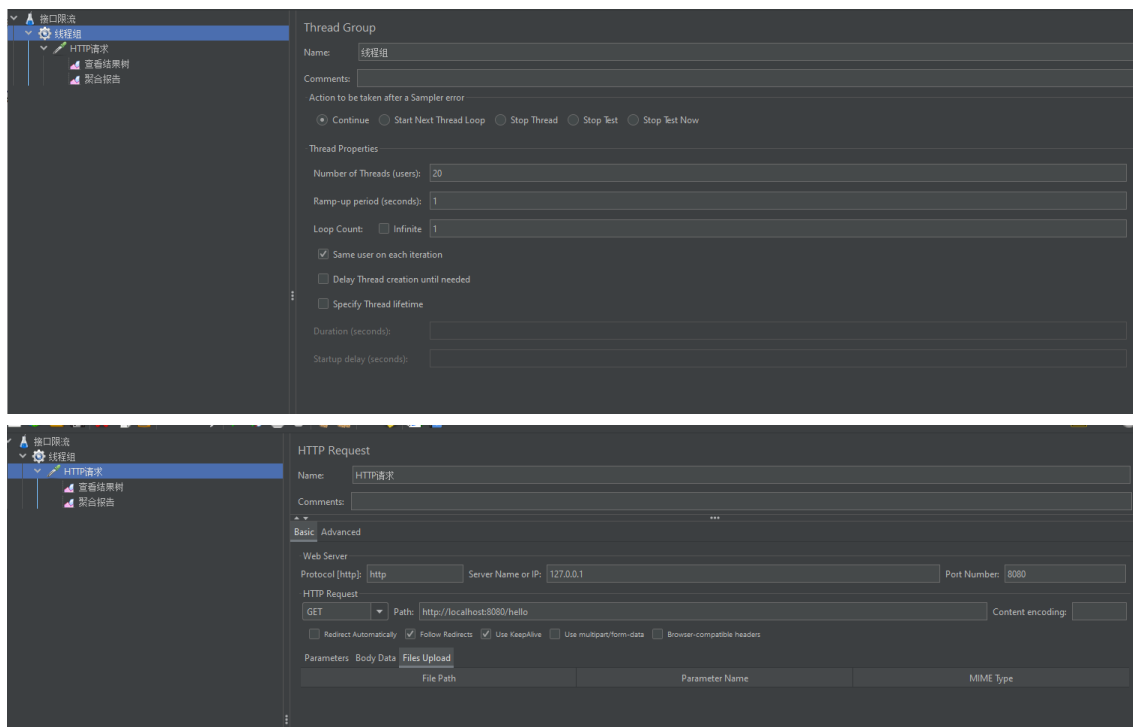 接口限流
线程组
HTTP请求
查看结果树
聚合报告
Thread Group
Name: 线程组
Comments:
Action to be taken after a Sampler error
Continue Start Next Thread Loop Stop Thread Stop Test Stop Test Now
Thread Properties
Number of Threads (users): 20
Ramp-up period (seconds): 1
Loop Count: Infinite 1
Same user on each iteration
Delay Thread creation until needed
Specify Thread lifetime
Duration (seconds):
Startup delay (seconds):
接口限流
线程组
HTTP请求
查看结果树
聚合报告
HTTP Request
Name: HTTP请求
Comments:
Basic Advanced
Web Server
Protocol [http]: http Server Name or IP: 127.0.0.1 Port Number: 8080
HTTP Request
GET Path: http://localhost:8080/hello Content encoding:
Redirect Automatically Follow Redirects Use KeepAlive Use multipart/form-data Browser-compatible headers
Parameters Body Data Files Upload
File Path Parameter Name MIME Type